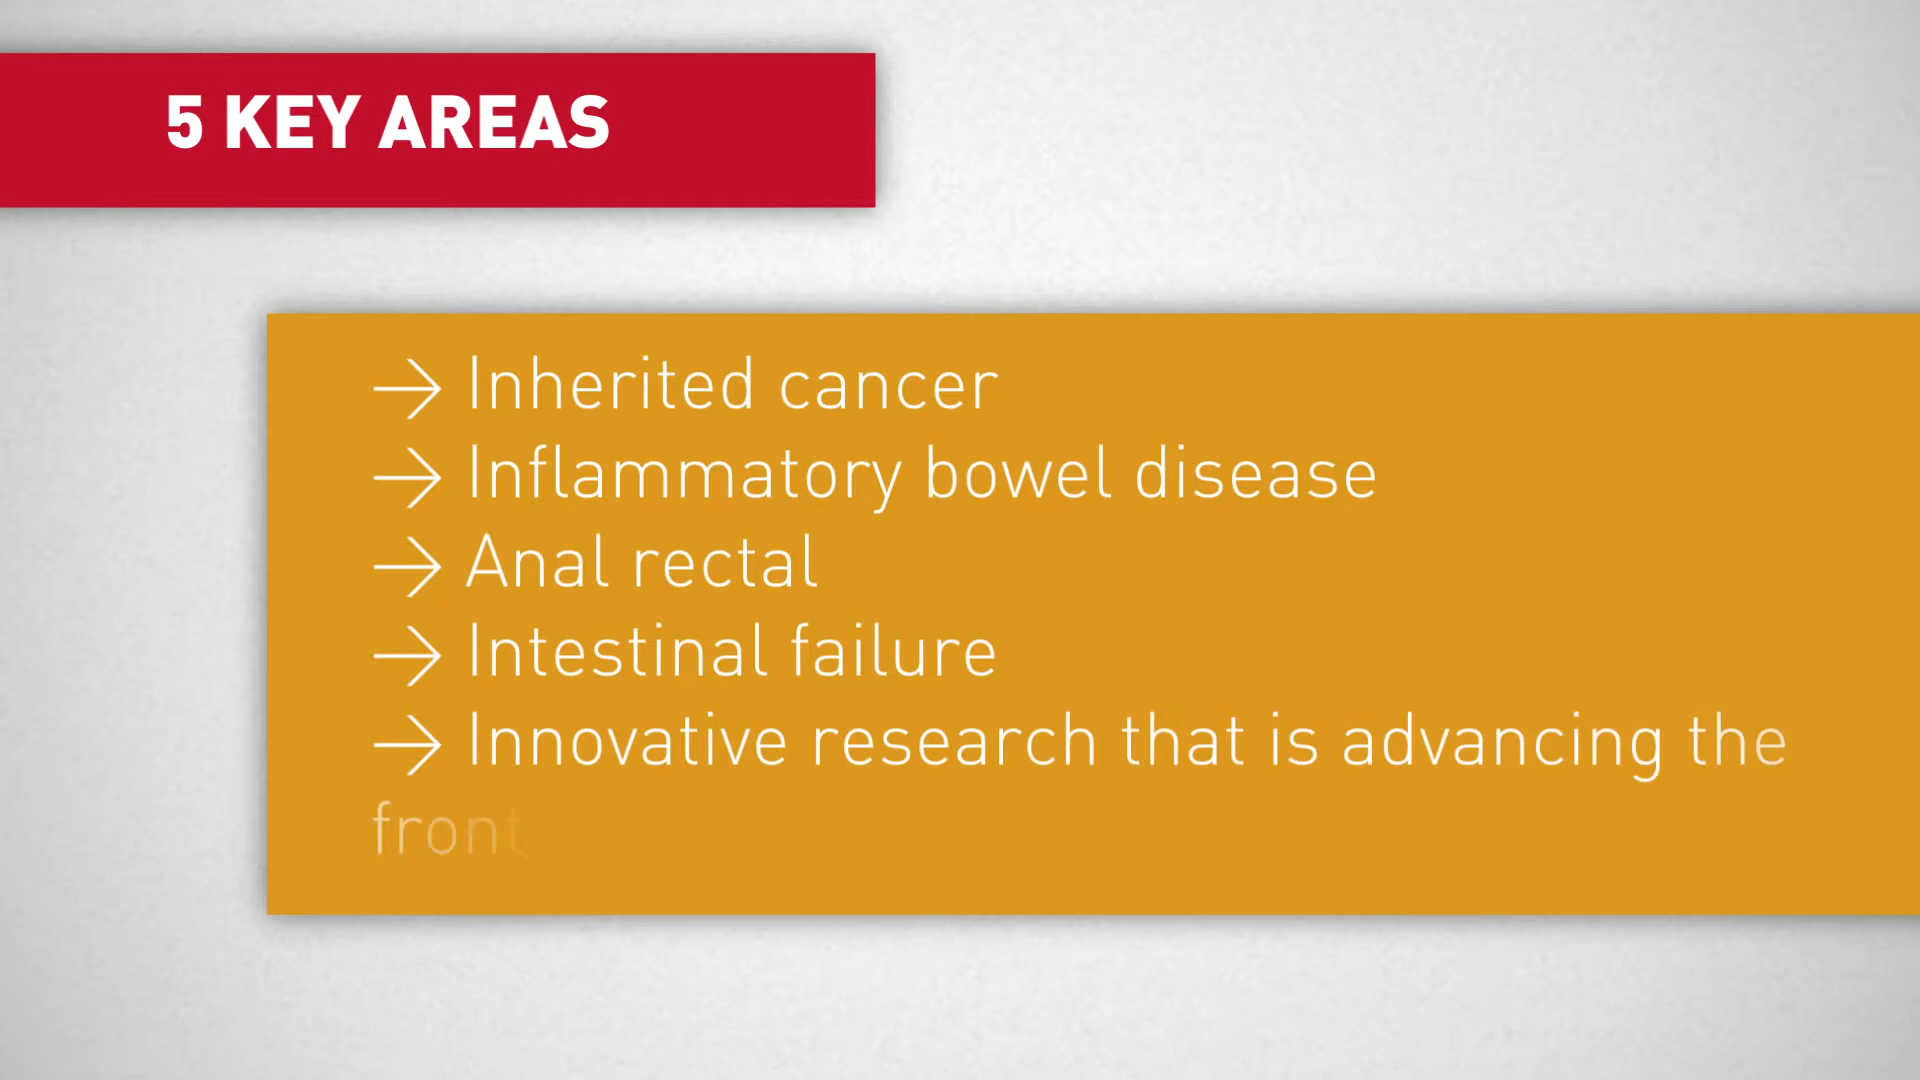 5 KEY AREAS
→ Inherited cancer
→ Inflammatory bowel disease
→ Anal rectal
→ Intestinal failure
→ Innovative research that is advancing the
front